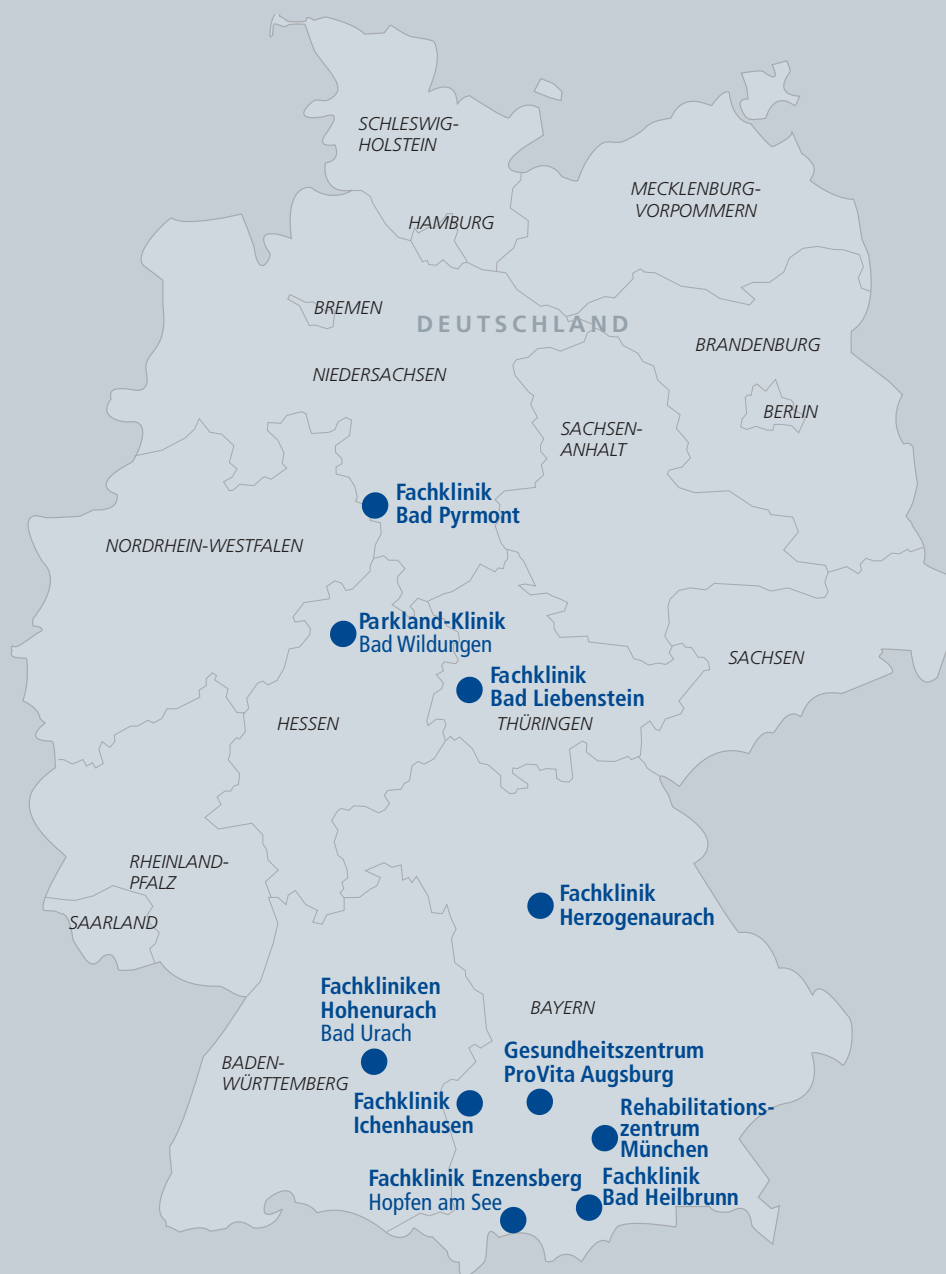 SCHLESWIG-
HOLSTEIN
MECKLENBURG-
VORPOMMERN
HAMBURG
BREMEN
DEUTSCHLAND
BRANDENBURG
NIEDERSACHSEN
BERLIN
SACHSEN-
ANHALT
Fachklinik
Bad Pyrmont
NORDRHEIN-WESTFALEN
Parkland-Klinik
Bad Wildungen
SACHSEN
Fachklinik
Bad Liebenstein
HESSEN
THÜRINGEN
RHEINLAND-
PFALZ
Fachklinik
Herzogenaurach
SAARLAND
Fachkliniken
Hohenurach
Bad Urach
BAYERN
Gesundheitszentrum
ProVita Augsburg
BADEN-
WÜRTTEMBERG
Fachklinik
Ichenhausen
Rehabilitations-
zentrum
München
Fachklinik Enzensberg
Hopfen am See
Fachklinik
Bad Heilbrunn